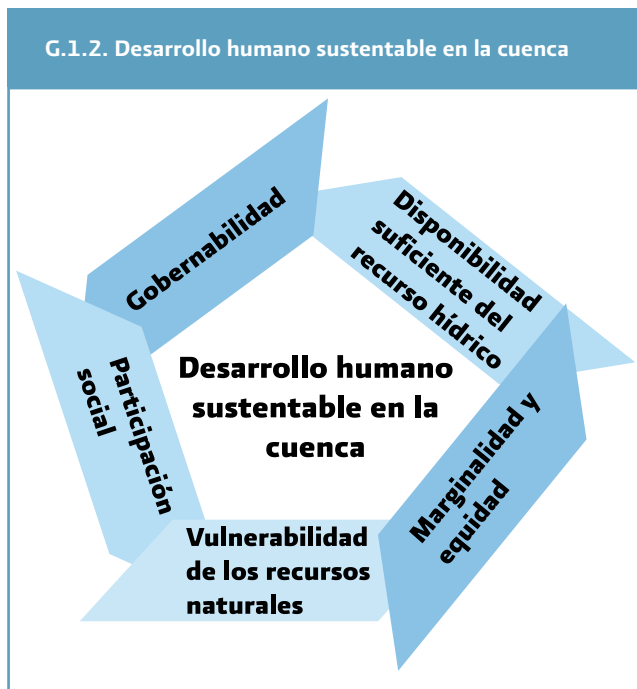 G.1.2. Desarrollo humano sustentable en la cuenca
Gobernabilidad
Disponibilidad
suficiente del
recurso hídrico
Participación
social
Desarrollo humano
sustentable en la
cuenca
Marginalidad y
equidad
Vulnerabilidad
de los recursos
naturales